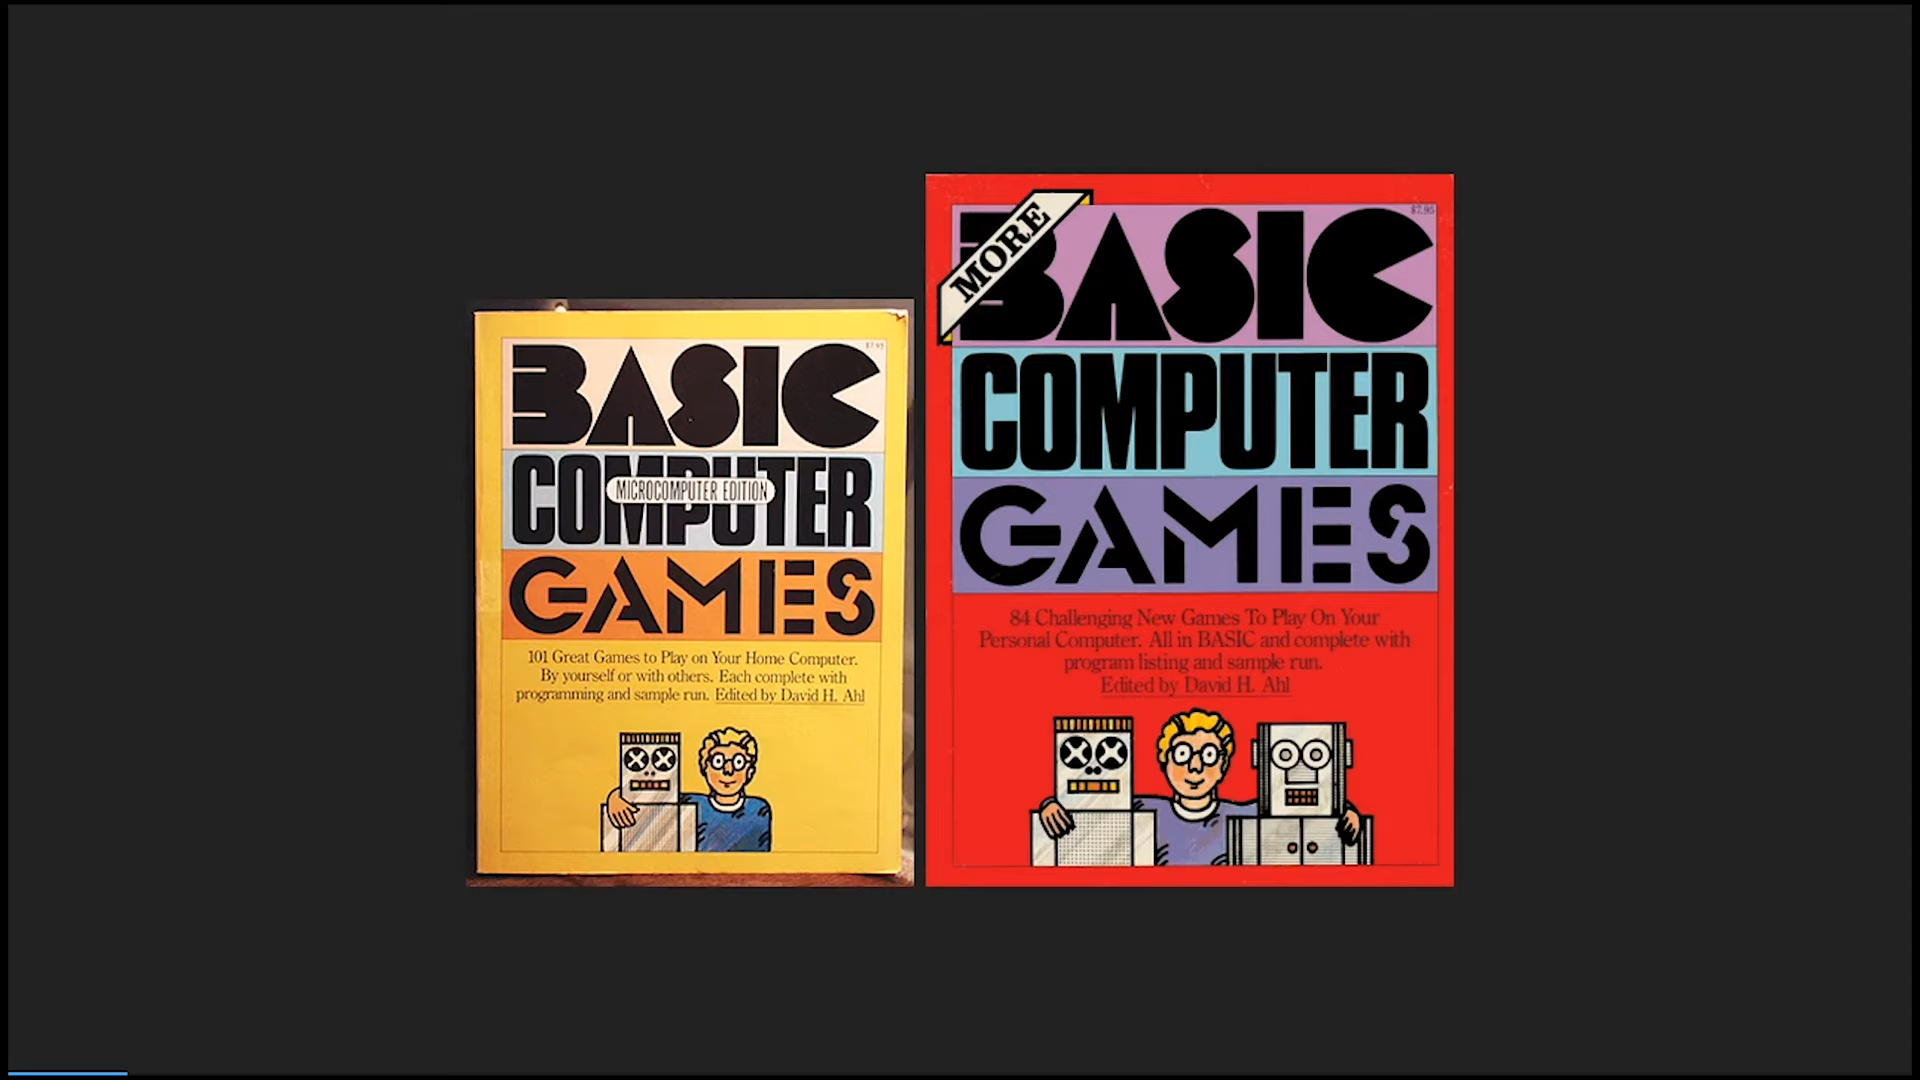 $7.95
BASIC
MICROCOMPUTER EDITION
COMPUTER
GAMES
101 Great Games to Play on Your Home Computer.
By yourself or with others. Each complete with
programming and sample run. Edited by David H. Ahl
MORE
$7.95
BASIC
COMPUTER
GAMES
84 Challenging New Games To Play On Your
Personal Computer. All in BASIC and complete with
program listing and sample run.
Edited by David H. Ahl